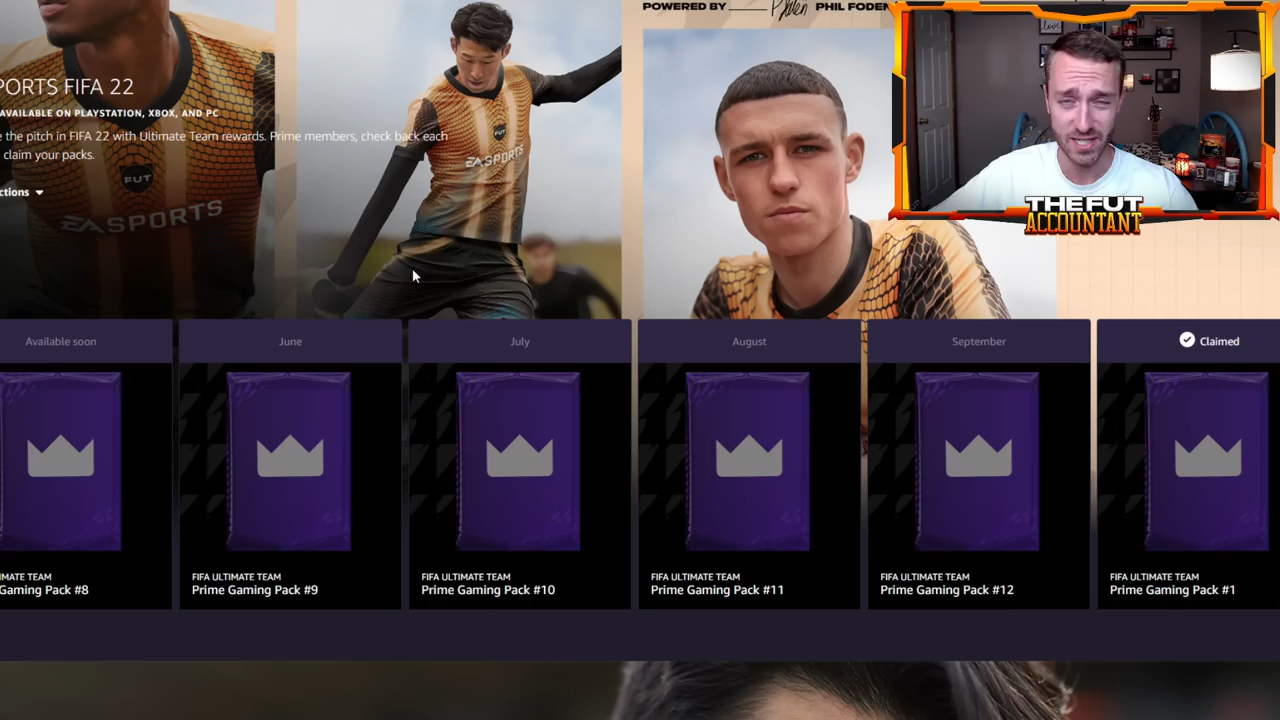 POWERED BY
PHIL FODEN
PORTS FIFA 22
AVAILABLE ON PLAYSTATION, XBOX, AND PC
e the pitch in FIFA 22 with Ultimate Team rewards. Prime members, check back each
claim your packs.
ctions
FUT
EA SPORTS
FUT
EA SPORTS
THE FUT
ACCOUNTANT
Available soon
June
July
August
September
Claimed
IMATE TEAM
Gaming Pack #8
FIFA ULTIMATE TEAM
Prime Gaming Pack #9
FIFA ULTIMATE TEAM
Prime Gaming Pack #10
FIFA ULTIMATE TEAM
Prime Gaming Pack #11
FIFA ULTIMATE TEAM
Prime Gaming Pack #12
FIFA ULTIMATE TEAM
Prime Gaming Pack #1